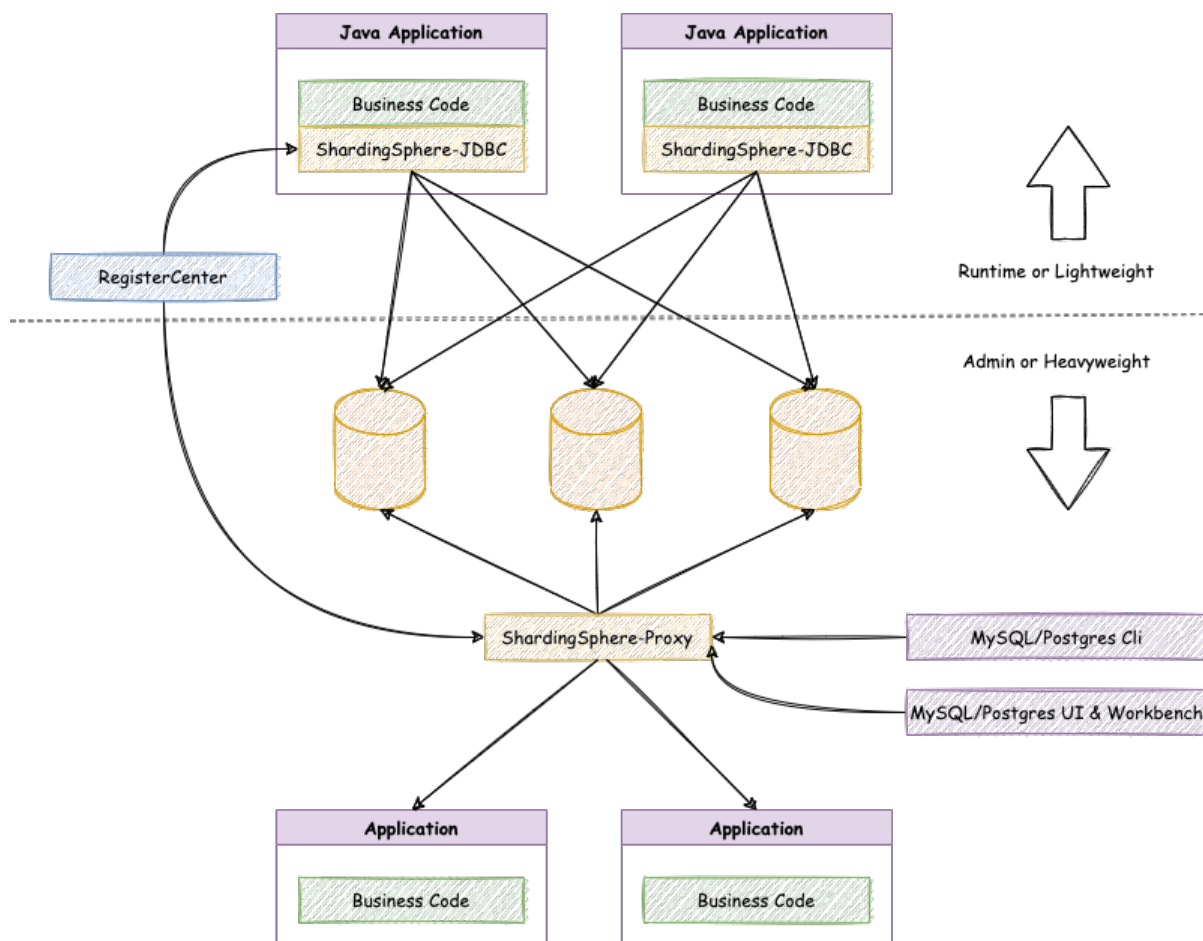 Java Application
Java Application
Business Code
Business Code
ShardingSphere-JDBC
ShardingSphere-JDBC
RegisterCenter
Runtime or Lightweight
Admin or Heavyweight
ShardingSphere-Proxy
MySQL/Postgres Cli
MySQL/Postgres UI & Workbench
Application
Application
Business Code
Business Code